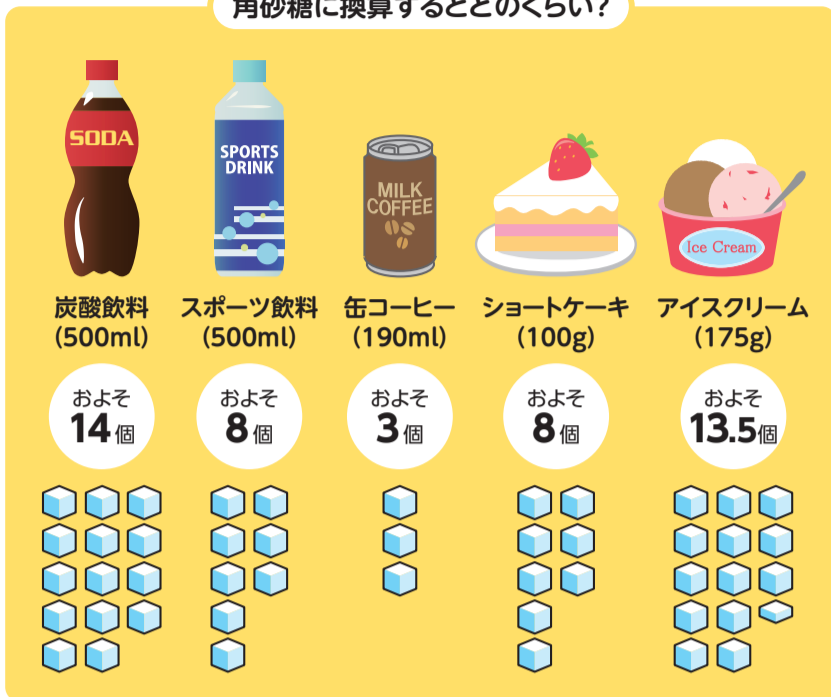 角砂糖に換算するとどのくらい?
SODA
SPORTS
DRINK
MILK
COFFEE
Ice Cream
炭酸飲料
(500ml)
スポーツ飲料
(500ml)
缶コーヒー
(190ml)
ショートケーキ
(100g)
アイスクリーム
(175g)
およそ
14個
およそ
8個
およそ
3個
およそ
8個
およそ
13.5個